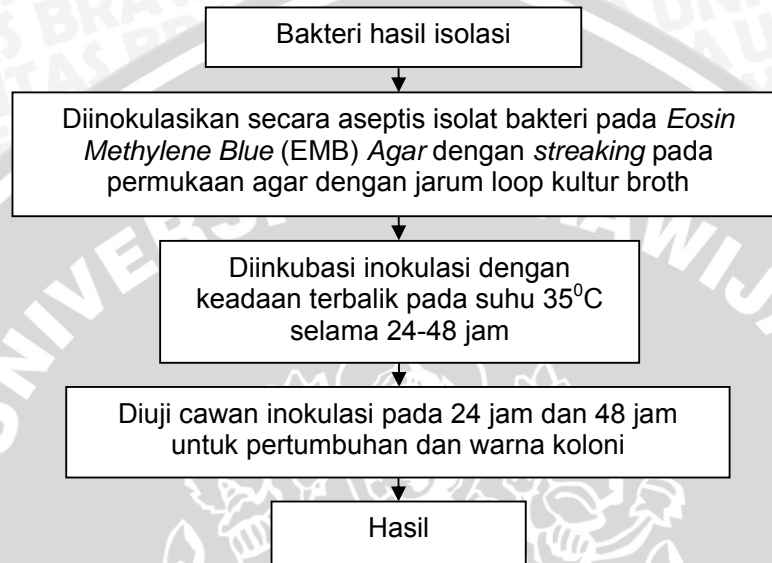 Bakteri hasil isolasi
Diinokulasikan secara aseptis isolat bakteri pada Eosin
Methylene Blue (EMB) Agar dengan streaking pada
permukaan agar dengan jarum loop kultur broth
Diinkubasi inokulasi dengan
keadaan terbalik pada suhu 35⁰C
selama 24-48 jam
Diuji cawan inokulasi pada 24 jam dan 48 jam
untuk pertumbuhan dan warna koloni
Hasil